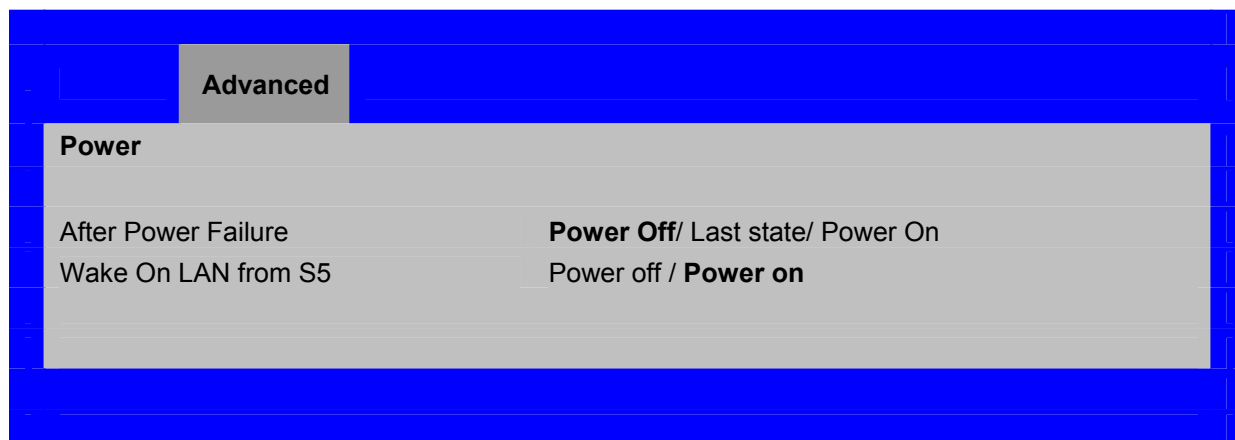 Advanced
Power
After Power Failure Power Off/ Last state/ Power On
Wake On LAN from S5 Power off / Power on